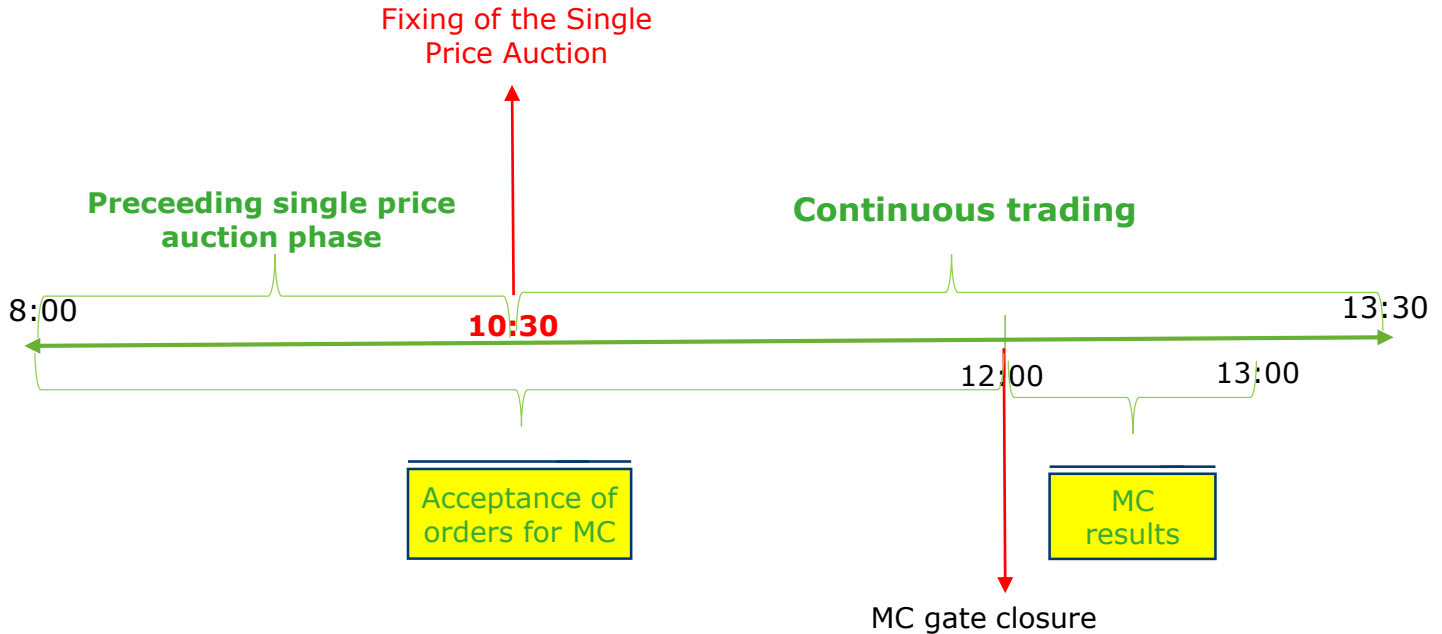 Fixing of the Single
Price Auction
Preceeding single price
auction phase
Continuous trading
8:00
10:30
13:30
12:00
13:00
Acceptance of
orders for MC
MC
results
MC gate closure